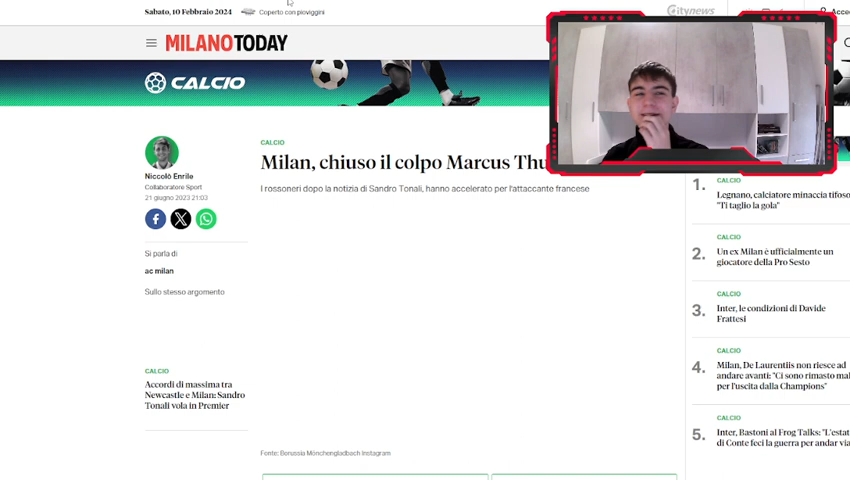 Sabato, 10 Febbraio 2024
Coperto con pioviggini
Citynews
MILANOTODAY
CALCIO
Niccolò Enrile
Collaboratore Sport
21 giugno 2023 21:03
Si parla di
ac milan
Sullo stesso argomento
CALCIO
Accordi di massima tra
Newcastle e Milan: Sandro
Tonali vola in Premier
CALCIO
Milan, chiuso il colpo Marcus Thu
I rossoneri dopo la notizia di Sandro Tonali, hanno accelerato per l'attaccante francese
Fonte: Borussia Mönchengladbach Instagram
1.
CALCIO
Legnano, calciatore minaccia tifoso
"Ti taglio la gola"
2.
CALCIO
Un ex Milan è ufficialmente un
giocatore della Pro Sesto
3.
CALCIO
Inter, le condizioni di Davide
Frattesi
4.
CALCIO
Milan, De Laurentiis non riesce ad
andare avanti: "Ci sono rimasto mal
per l'uscita dalla Champions"
5.
CALCIO
Inter, Bastoni al Frog Talks: "L'estat
di Conte feci la guerra per andar via